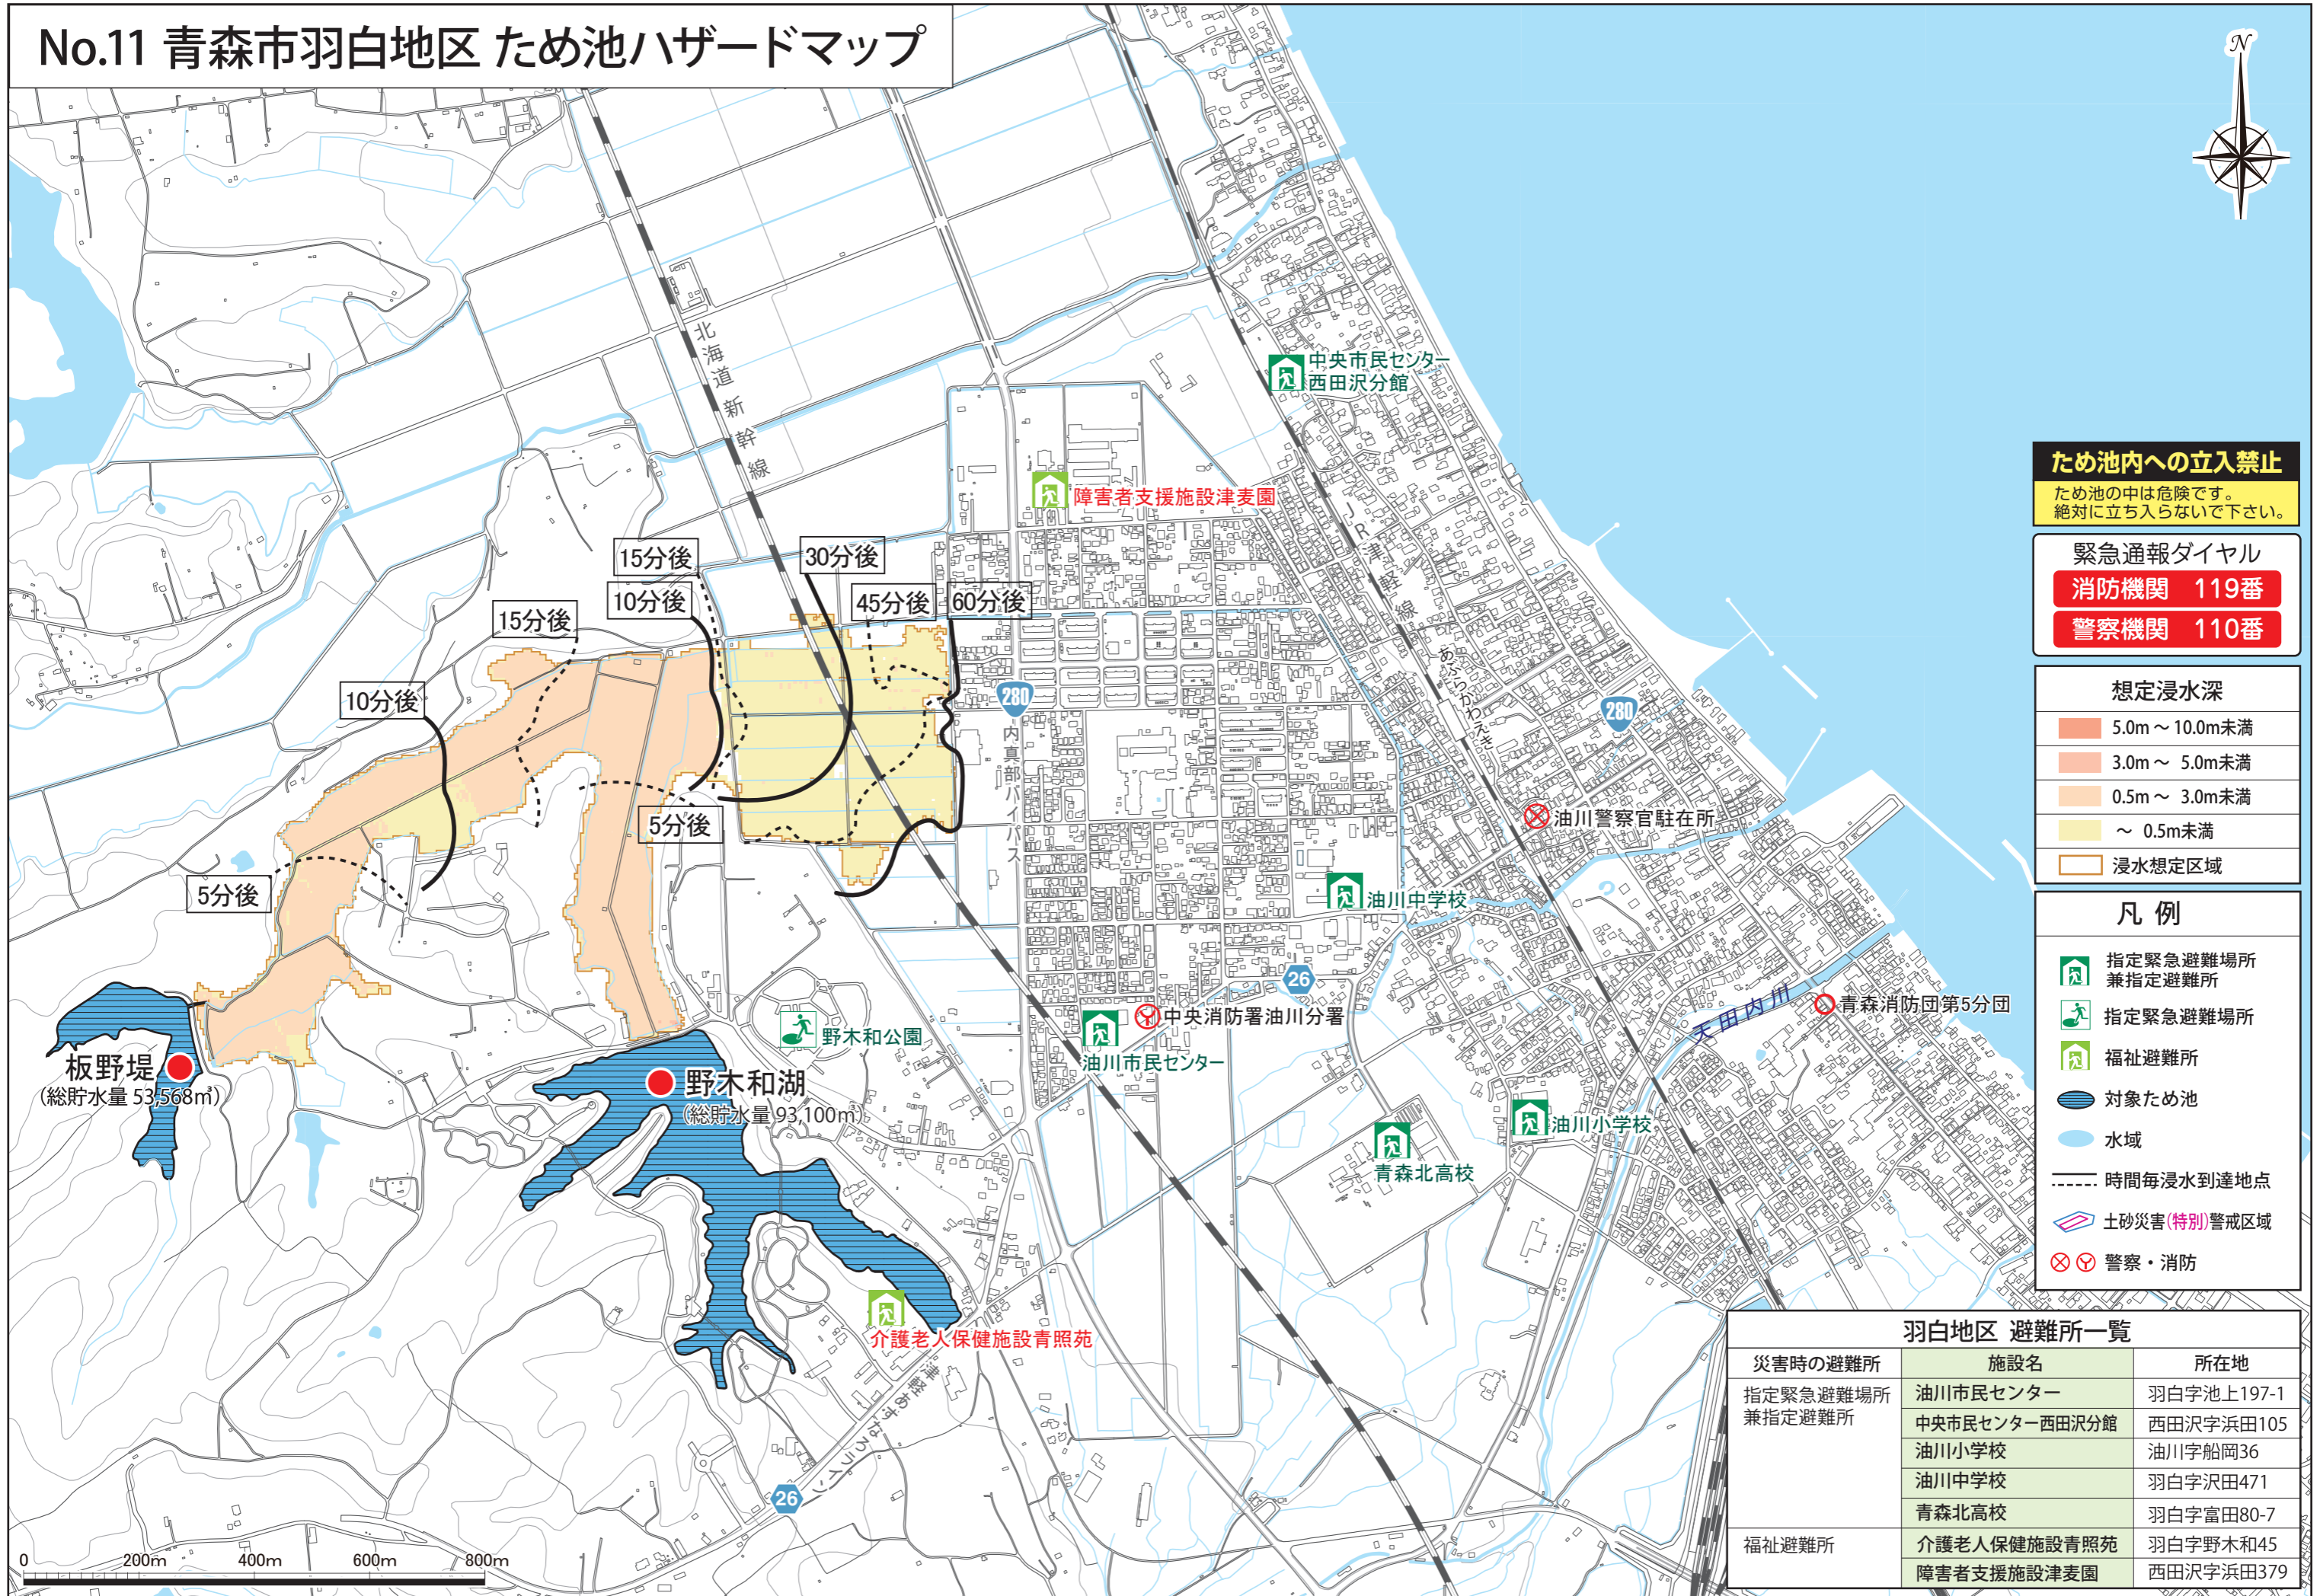 No.11 青森市羽白地区 ため池ハザードマップ
N
北海道新幹線
中央市民センター
西田沢分館
障害者支援施設津麦園
JR津軽線
15分後
30分後
10分後
45分後
60分後
15分後
10分後
5分後
5分後
280
280
内真部バイパス
あぶらかわえき
油川警察官駐在所
油川中学校
26
中央消防署油川分署
油川市民センター
天田内川
青森消防団第5分団
野木和公園
板野堤
(総貯水量 53,568㎥)
野木和湖
(総貯水量 93,100㎥)
油川小学校
青森北高校
介護老人保健施設青照苑
津軽あすなろライン
26
0 200m 400m 600m 800m
ため池内への立入禁止
ため池の中は危険です。
絶対に立ち入らないで下さい。
緊急通報ダイヤル
消防機関 119番
警察機関 110番
想定浸水深
5.0m ～ 10.0m未満
3.0m ～ 5.0m未満
0.5m ～ 3.0m未満
～ 0.5m未満
浸水想定区域
凡 例
指定緊急避難場所
兼指定避難所
指定緊急避難場所
福祉避難所
対象ため池
水域
時間毎浸水到達地点
土砂災害(特別)警戒区域
警察・消防
羽白地区 避難所一覧
災害時の避難所 施設名 所在地
指定緊急避難場所
兼指定避難所
油川市民センター 羽白字池上197-1
中央市民センター西田沢分館 西田沢字浜田105
油川小学校 油川字船岡36
油川中学校 羽白字沢田471
青森北高校 羽白字富田80-7
福祉避難所 介護老人保健施設青照苑 羽白字野木和45
障害者支援施設津麦園 西田沢字浜田379